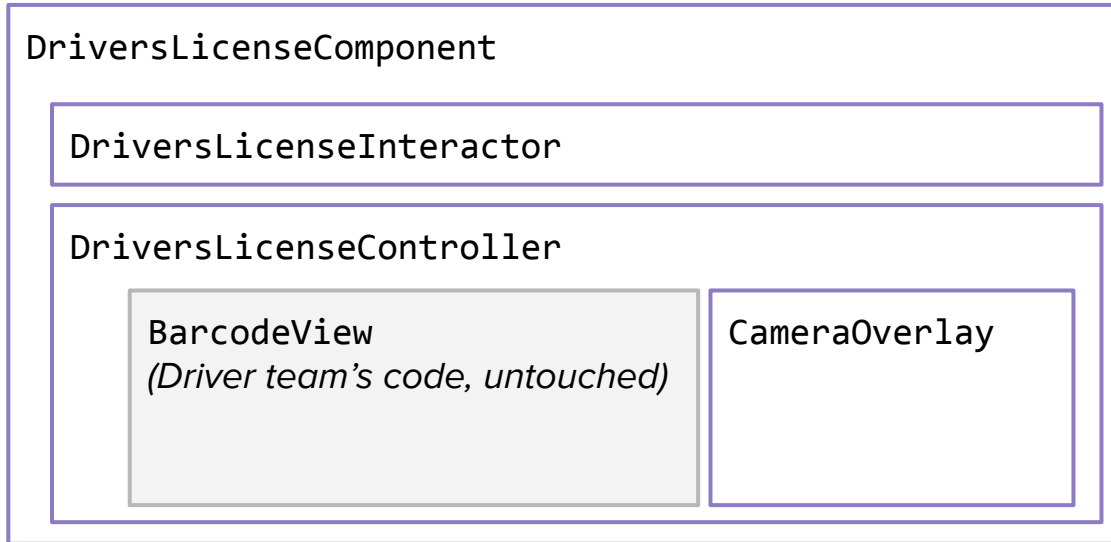 DriversLicenseComponent
DriversLicenseInteractor
DriversLicenseController
BarcodeView
(Driver team’s code, untouched)
CameraOverlay